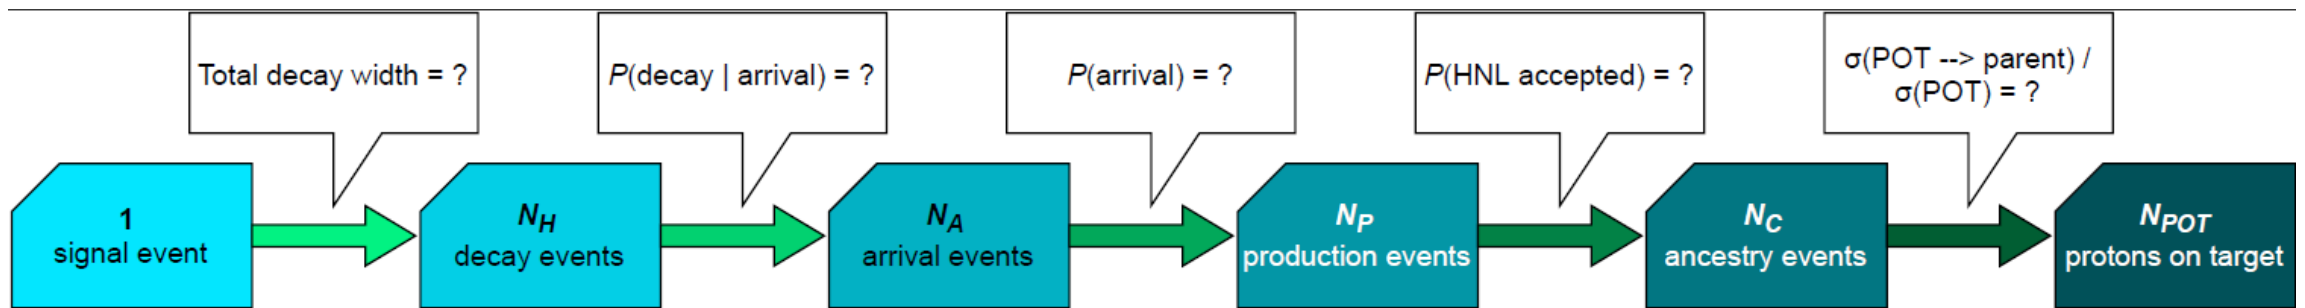 Total decay width = ?
P(decay | arrival) = ?
P(arrival) = ?
P(HNL accepted) = ?
σ(POT --> parent) /
σ(POT) = ?
1
signal event
N_H
decay events
N_A
arrival events
N_P
production events
N_C
ancestry events
N_POT
protons on target